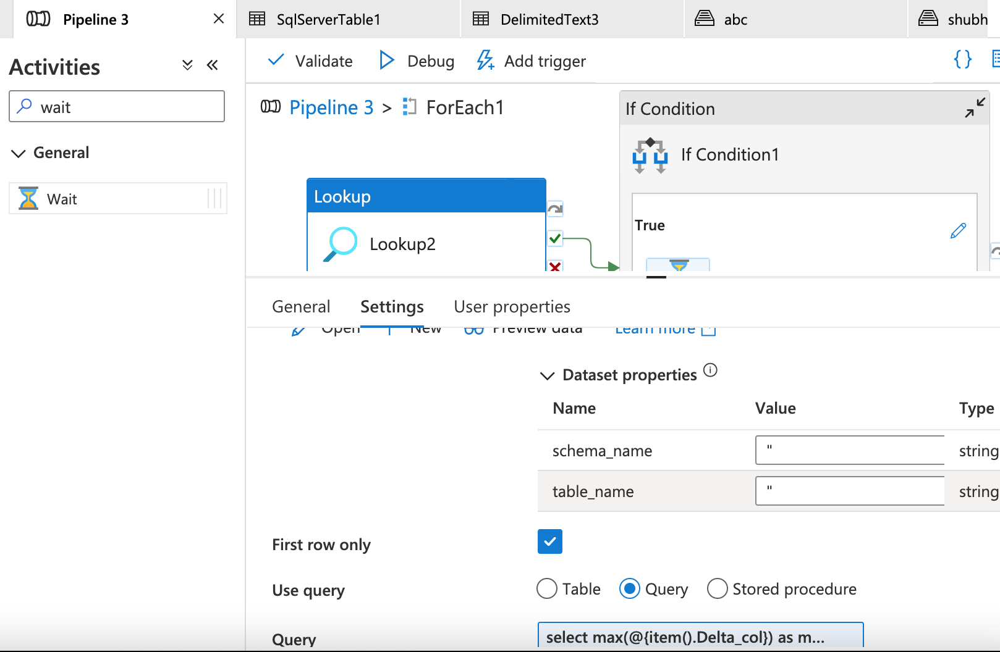 Pipeline 3
SqlServerTable1
DelimitedText3
abc
shubh
Activities
wait
General
Wait
Validate
Debug
Add trigger
{}
Pipeline 3 > ForEach1
Lookup
Lookup2
If Condition
If Condition1
True
General
Settings
User properties
Open
New
Preview data
Learn more
Dataset properties
Name Value Type
schema_name '' string
table_name '' string
First row only
Use query
Table
Query
Stored procedure
Query
select max(@{item().Delta_col}) as m...